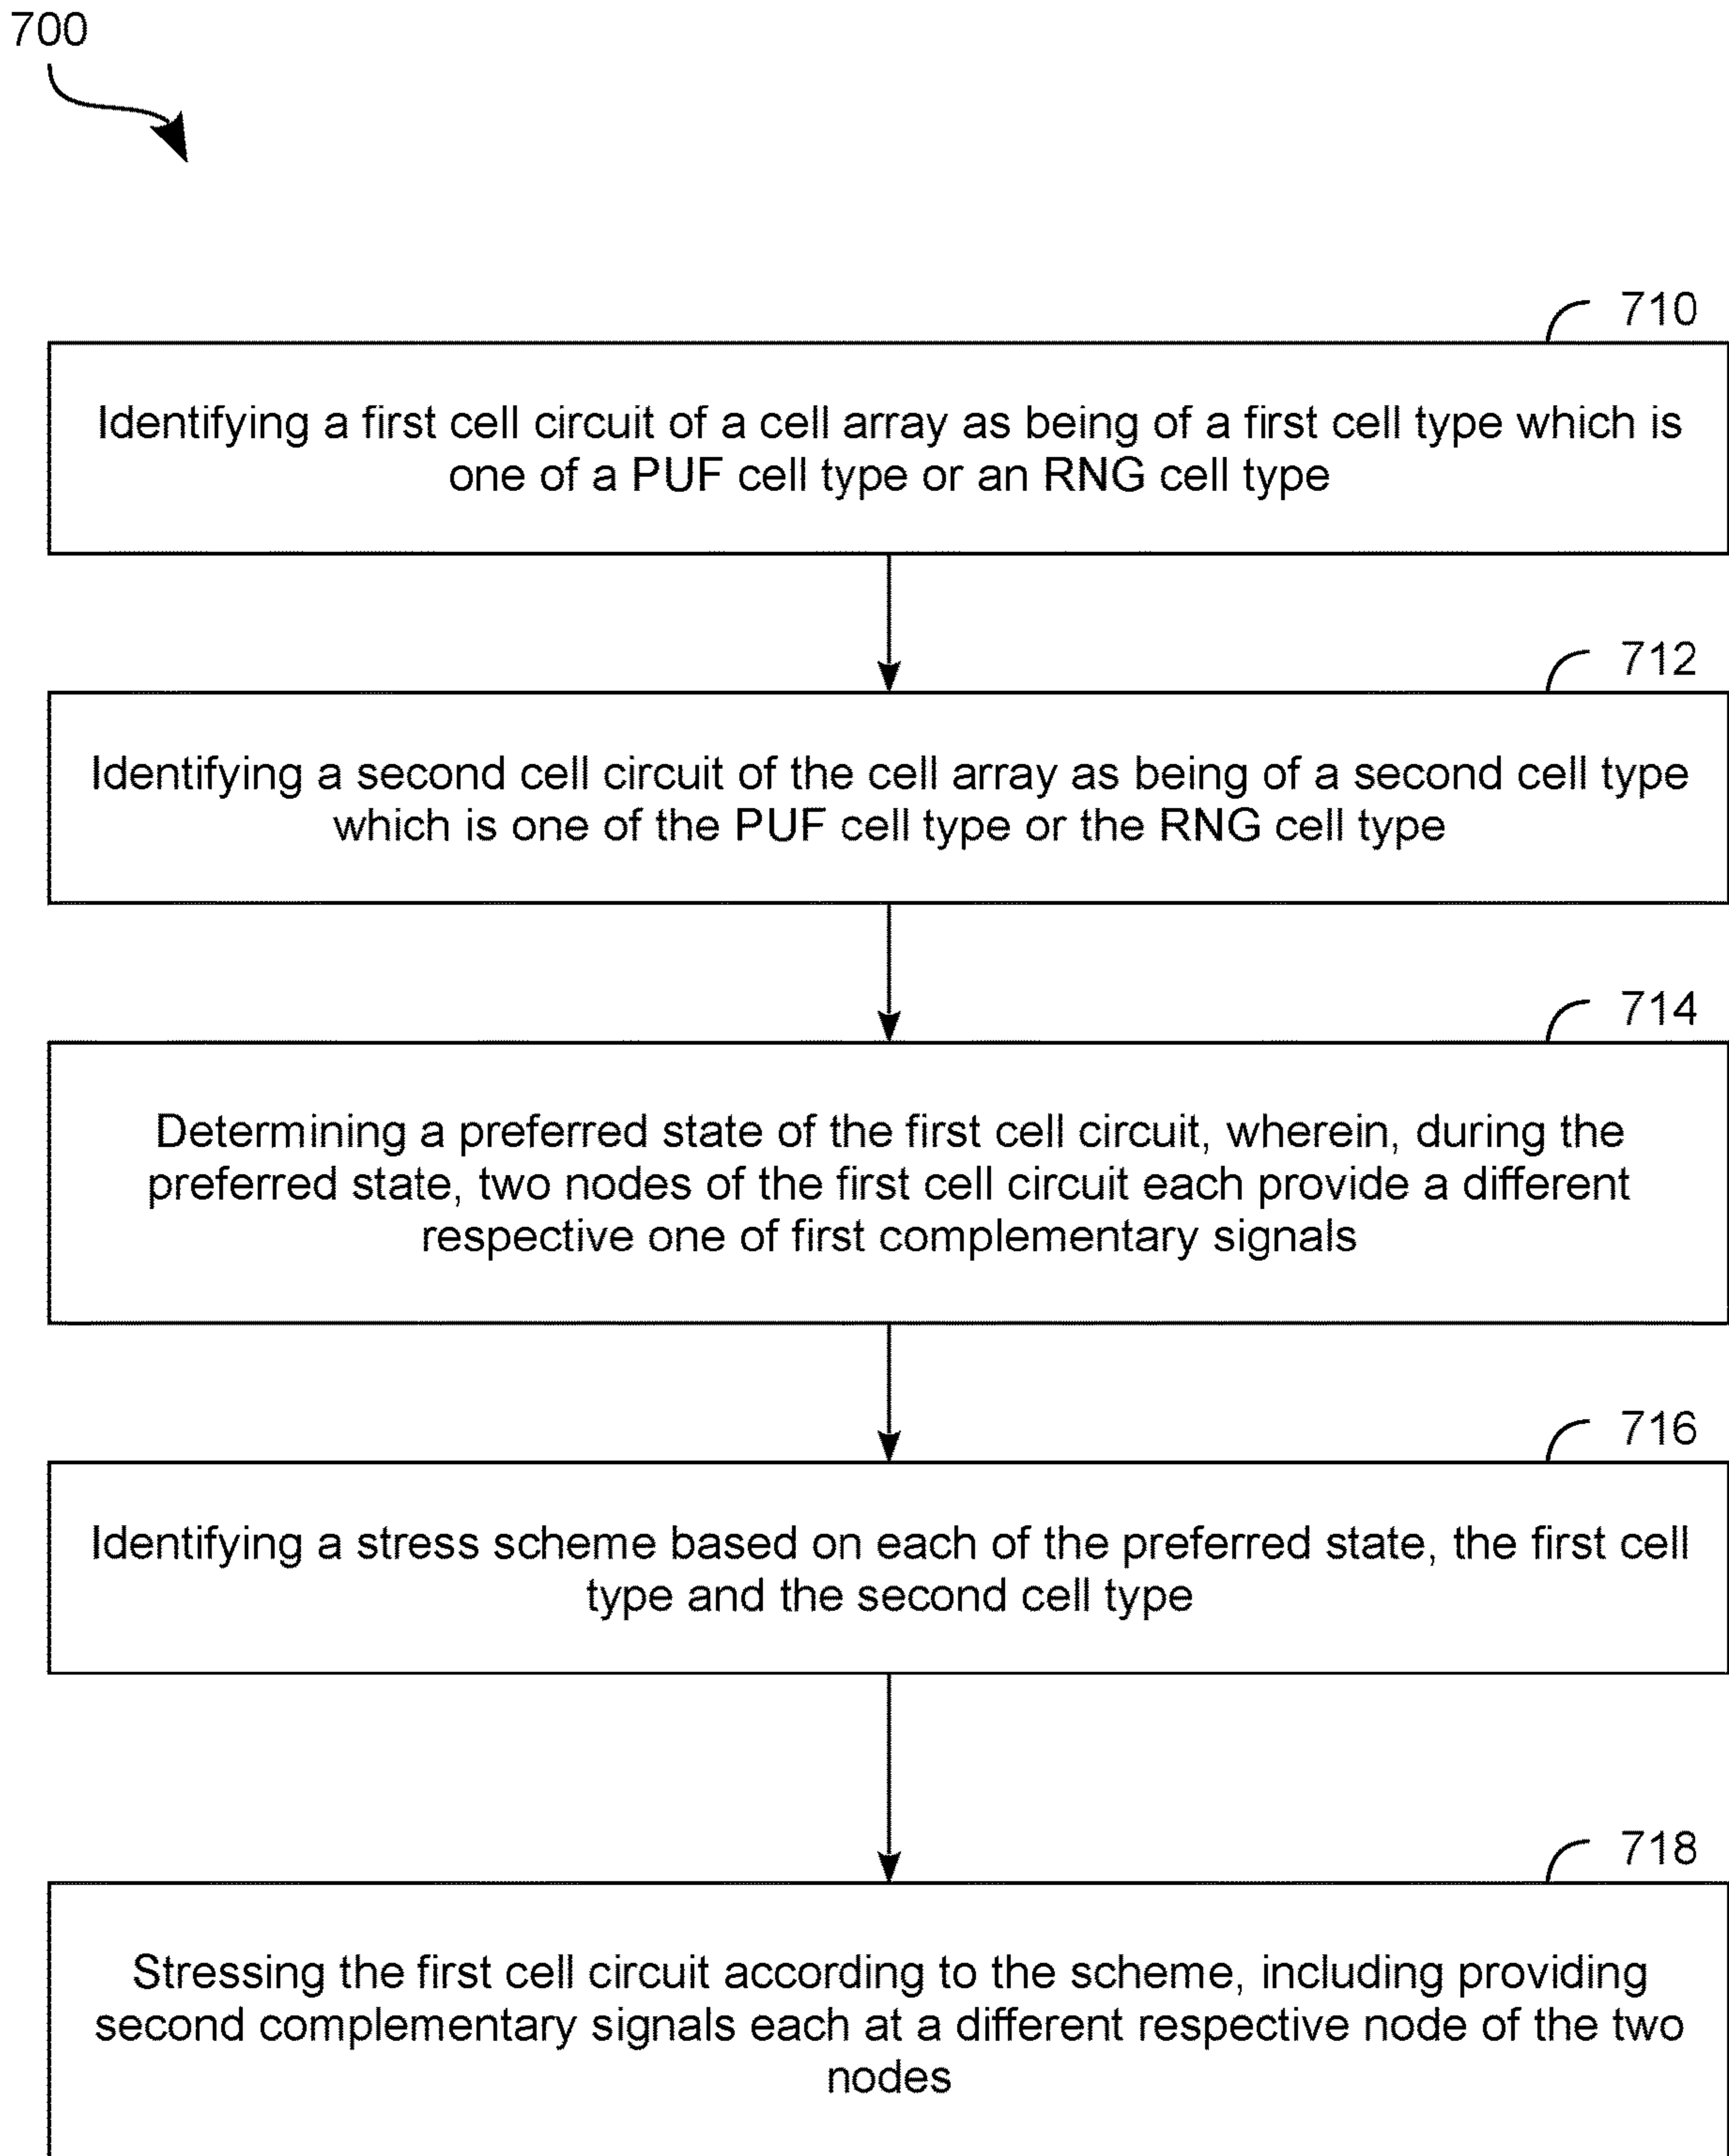 700
710
Identifying a first cell circuit of a cell array as being of a first cell type which is
one of a PUF cell type or an RNG cell type
712
Identifying a second cell circuit of the cell array as being of a second cell type
which is one of the PUF cell type or the RNG cell type
714
Determining a preferred state of the first cell circuit, wherein, during the
preferred state, two nodes of the first cell circuit each provide a different
respective one of first complementary signals
716
Identifying a stress scheme based on each of the preferred state, the first cell
type and the second cell type
718
Stressing the first cell circuit according to the scheme, including providing
second complementary signals each at a different respective node of the two
nodes